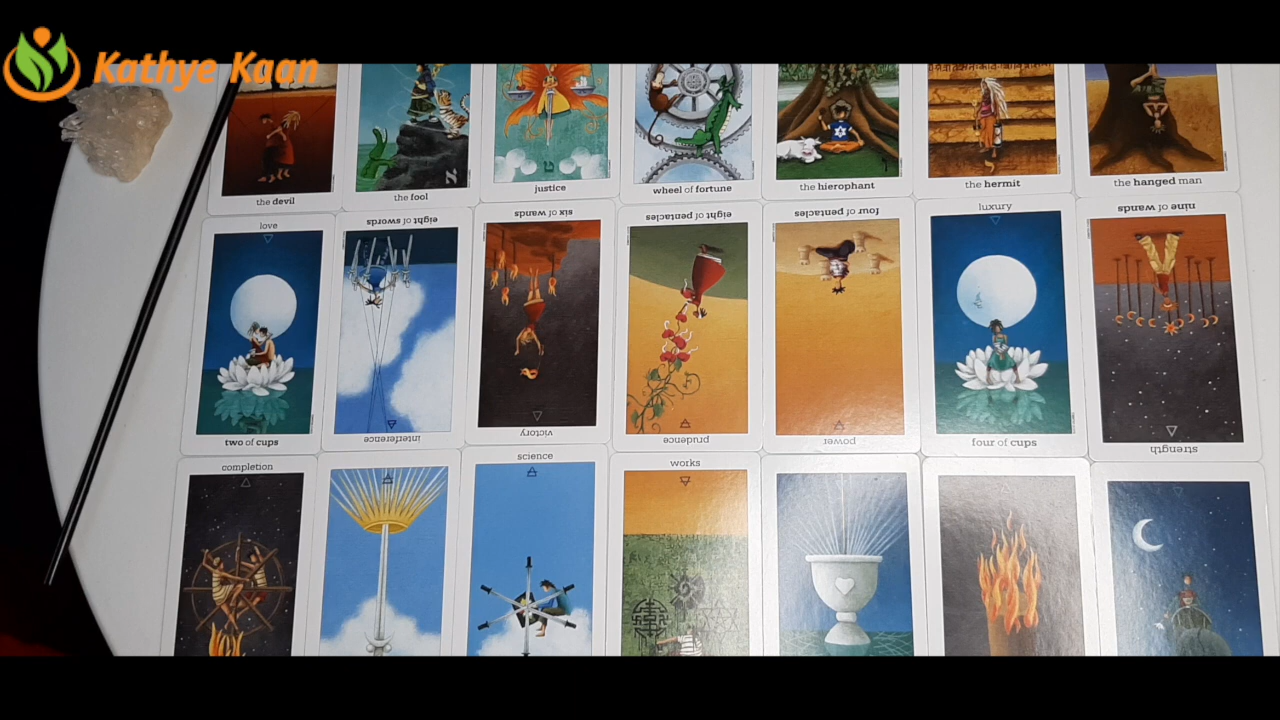 Kathye Kaan
the devil
the fool
justice
wheel of fortune
the hierophant
the hermit
the hanged man
love
eight of swords
six of wands
eight of pentacles
four of pentacles
luxury
nine of wands
two of cups
interference
victory
prudence
power
four of cups
strength
completion
science
works